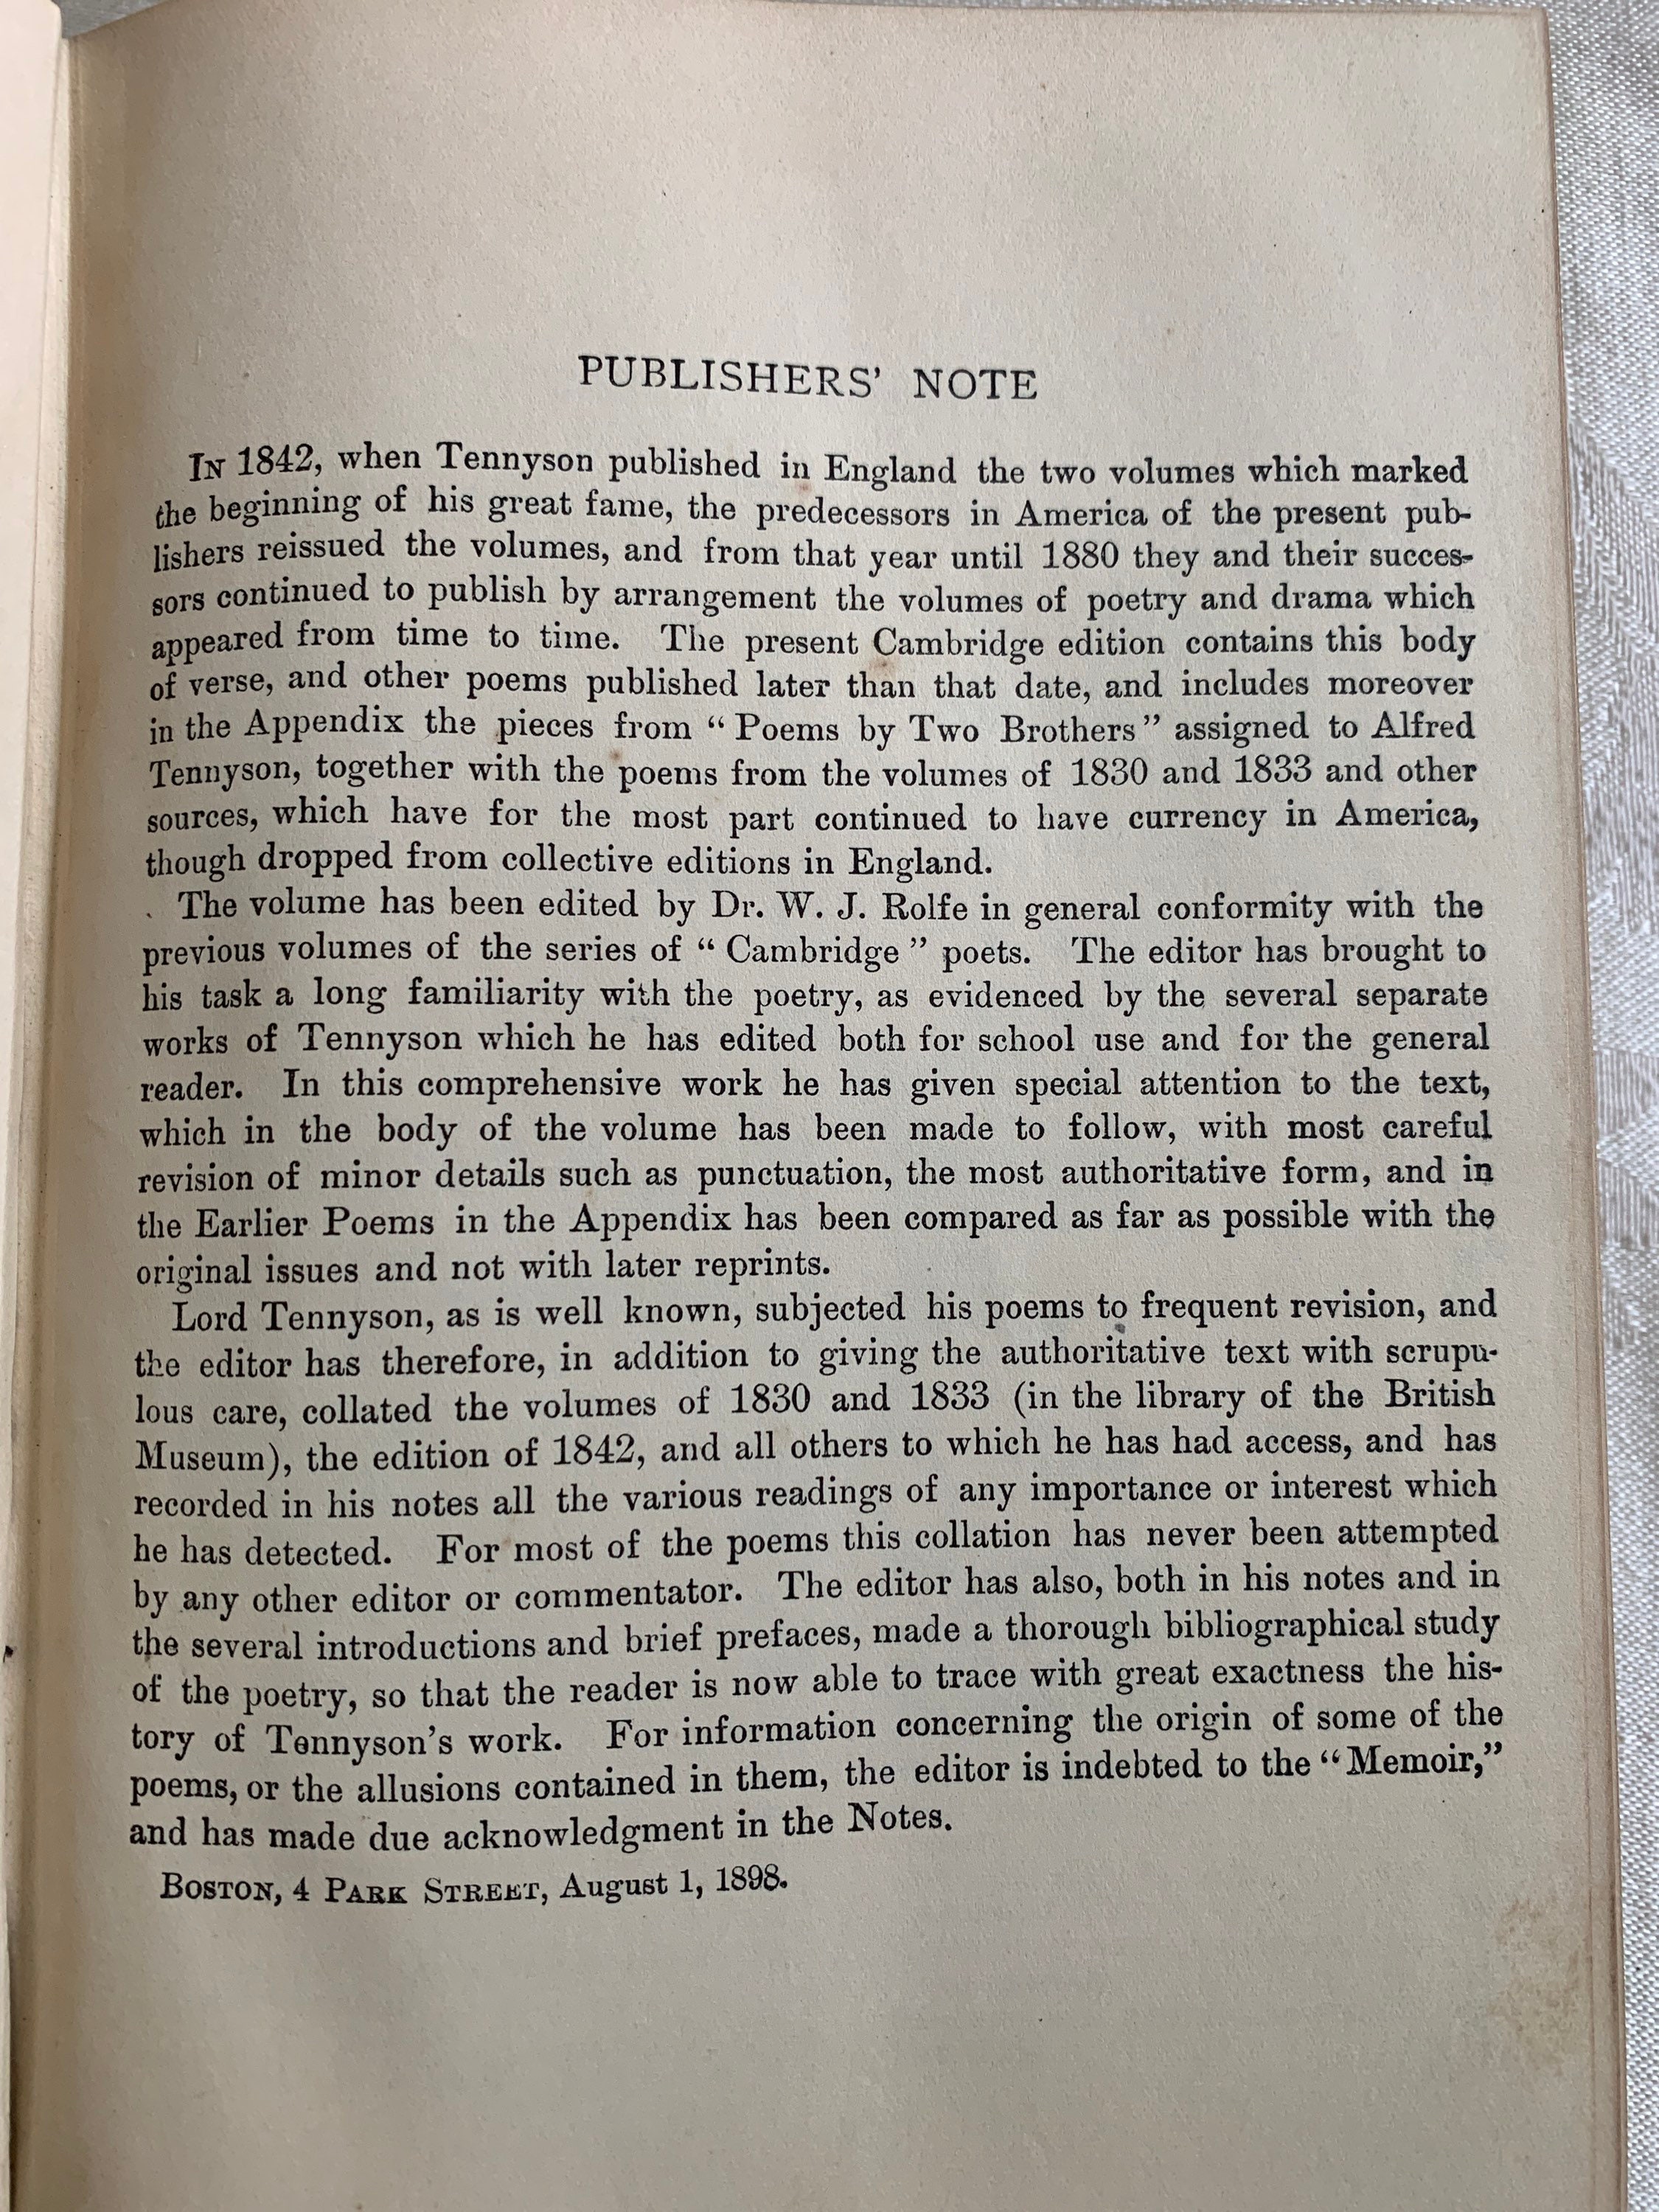 PUBLISHERS' NOTE
IN 1842, when Tennyson published in England the two volumes which marked
the beginning of his great fame, the predecessors in America of the present pub-
lishers reissued the volumes, and from that year until 1880 they and their succes-
sors continued to publish by arrangement the volumes of poetry and drama which
appeared from time to time. The present Cambridge edition contains this body
of verse, and other poems published later than that date, and includes moreover
in the Appendix the pieces from “Poems by Two Brothers” assigned to Alfred
Tennyson, together with the poems from the volumes of 1830 and 1833 and other
sources, which have for the most part continued to have currency in America,
though dropped from collective editions in England.
The volume has been edited by Dr. W. J. Rolfe in general conformity with the
previous volumes of the series of “Cambridge” poets. The editor has brought to
his task a long familiarity with the poetry, as evidenced by the several separate
works of Tennyson which he has edited both for school use and for the general
reader. In this comprehensive work he has given special attention to the text,
which in the body of the volume has been made to follow, with most careful
revision of minor details such as punctuation, the most authoritative form, and in
the Earlier Poems in the Appendix has been compared as far as possible with the
original issues and not with later reprints.
Lord Tennyson, as is well known, subjected his poems to frequent revision, and
the editor has therefore, in addition to giving the authoritative text with scrupu-
lous care, collated the volumes of 1830 and 1833 (in the library of the British
Museum), the edition of 1842, and all others to which he has had access, and has
recorded in his notes all the various readings of any importance or interest which
he has detected. For most of the poems this collation has never been attempted
by any other editor or commentator. The editor has also, both in his notes and in
the several introductions and brief prefaces, made a thorough bibliographical study
of the poetry, so that the reader is now able to trace with great exactness the his-
tory of Tennyson's work. For information concerning the origin of some of the
poems, or the allusions contained in them, the editor is indebted to the “Memoir,”
and has made due acknowledgment in the Notes.
BOSTON, 4 PARK STREET, August 1, 1898.